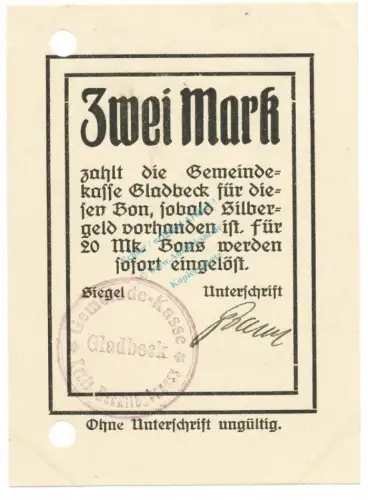 Zwei Mark
zahlt die Gemeinde=
kasse Gladbeck für die=
sen Bon, sobald Silber=
geld vorhanden ist. Für
20 Mk. Bons werden
sofort eingelöst.
Siegel Unterschrift
Gemeinde-Kasse
Gladbeck
Ohne Unterschrift ungültig.